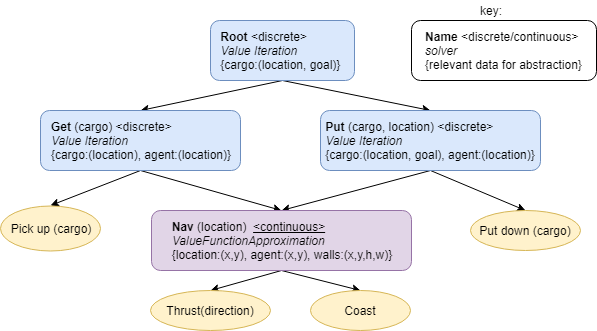 key:
Root <discrete>
Value Iteration
{cargo:(location, goal)}
Name <discrete/continuous>
solver
{relevant data for abstraction}
Get (cargo) <discrete>
Value Iteration
{cargo:(location), agent:(location)}
Put (cargo, location) <discrete>
Value Iteration
{cargo:(location, goal), agent:(location)}
Pick up (cargo)
Nav (location) <continuous>
ValueFunctionApproximation
{location:(x,y), agent:(x,y), walls:(x,y,h,w)}
Put down (cargo)
Thrust(direction)
Coast